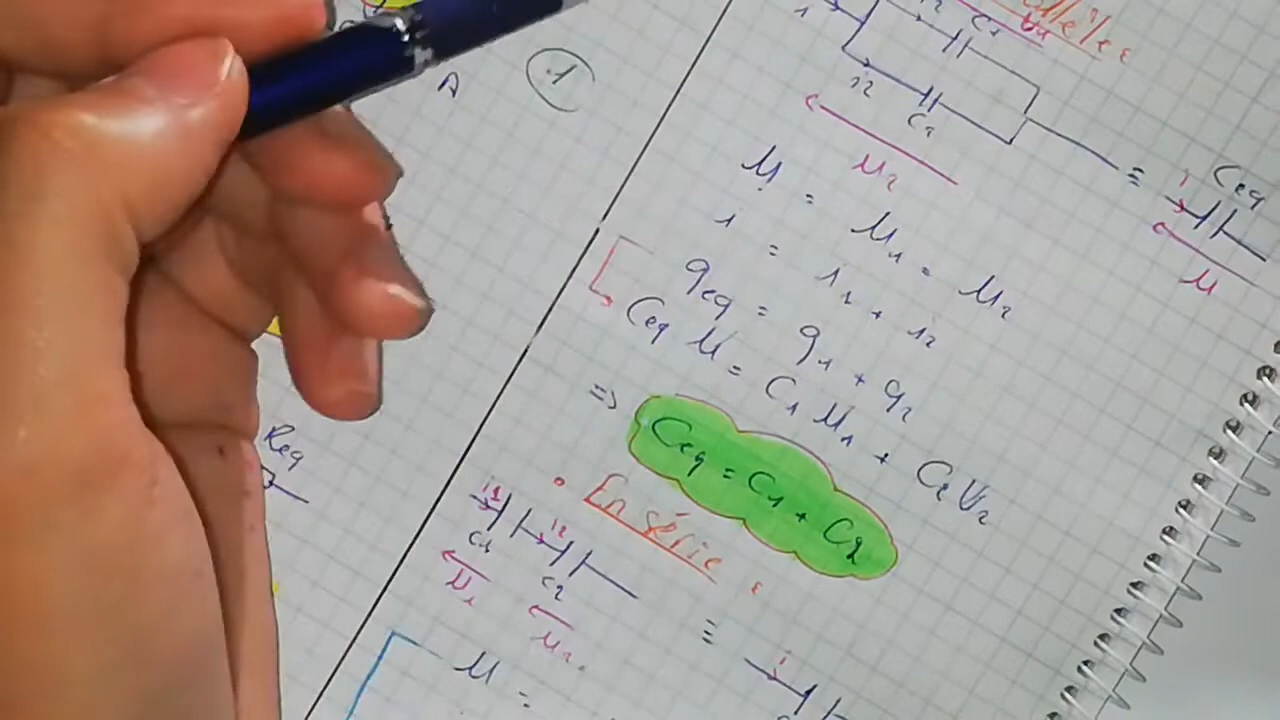 A
1
i2
C1
U1
i2
C2
U2
≡
Ceq
i
U
U = U1 = U2
i = i1 + i2
qeq = q1 + q2
Ceq U = C1 U1 + C2 U2
=> Ceq = C1 + C2
Req
• En série :
i1
i2
C1
C2
U1
U2
≡
i
U =